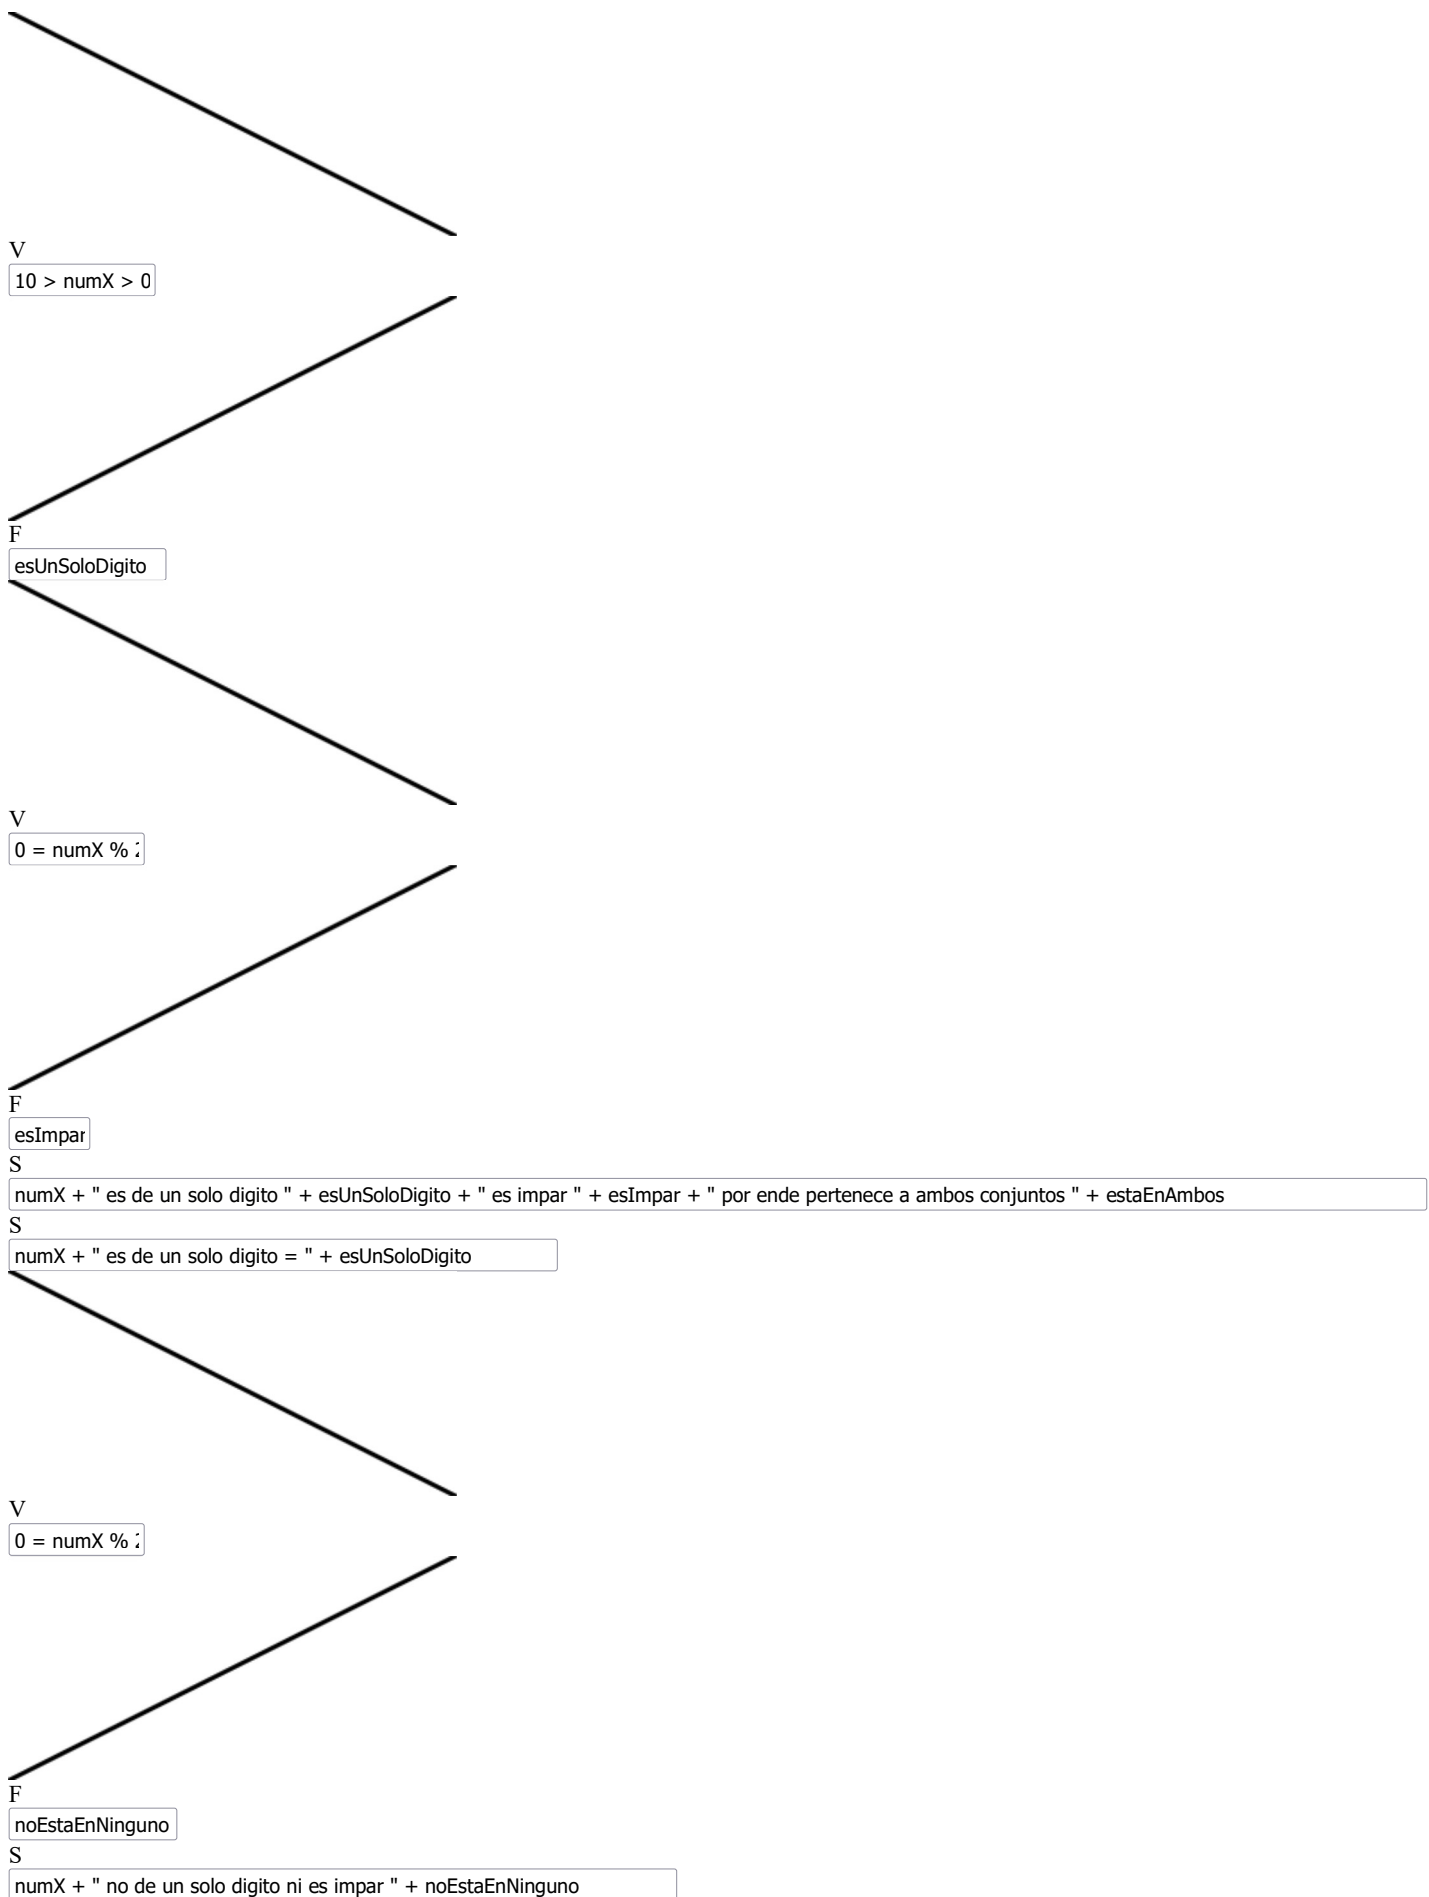 V
10 > numX > 0
F
esUnSoloDigito
V
0 = numX %
F
esImpar
S
numX + " es de un solo digito " + esUnSoloDigito + " es impar " + esImpar + " por ende pertenece a ambos conjuntos " + estaEnAmbos
S
numX + " es de un solo digito = " + esUnSoloDigito
V
0 = numX %
F
noEstaEnNinguno
S
numX + " no de un solo digito ni es impar " + noEstaEnNinguno